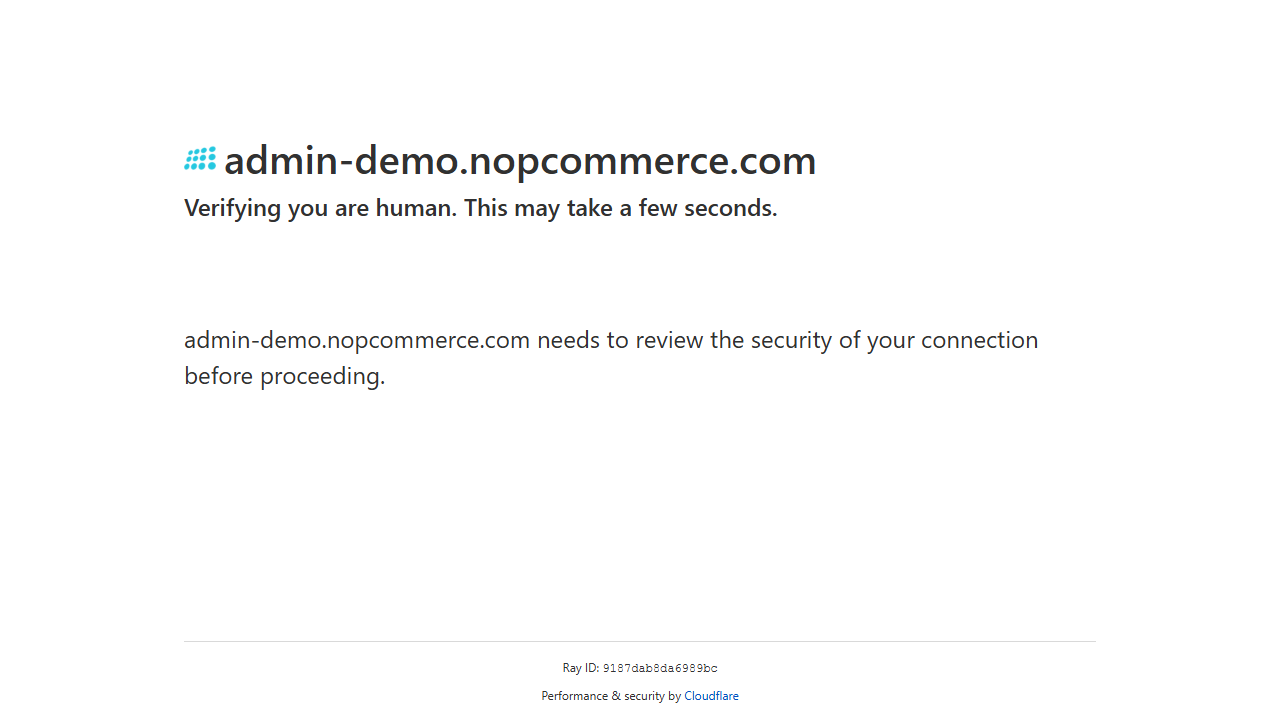 admin-demo.nopcommerce.com
Verifying you are human. This may take a few seconds.
admin-demo.nopcommerce.com needs to review the security of your connection
before proceeding.
Ray ID: 9187dab8da6989bc
Performance & security by Cloudflare